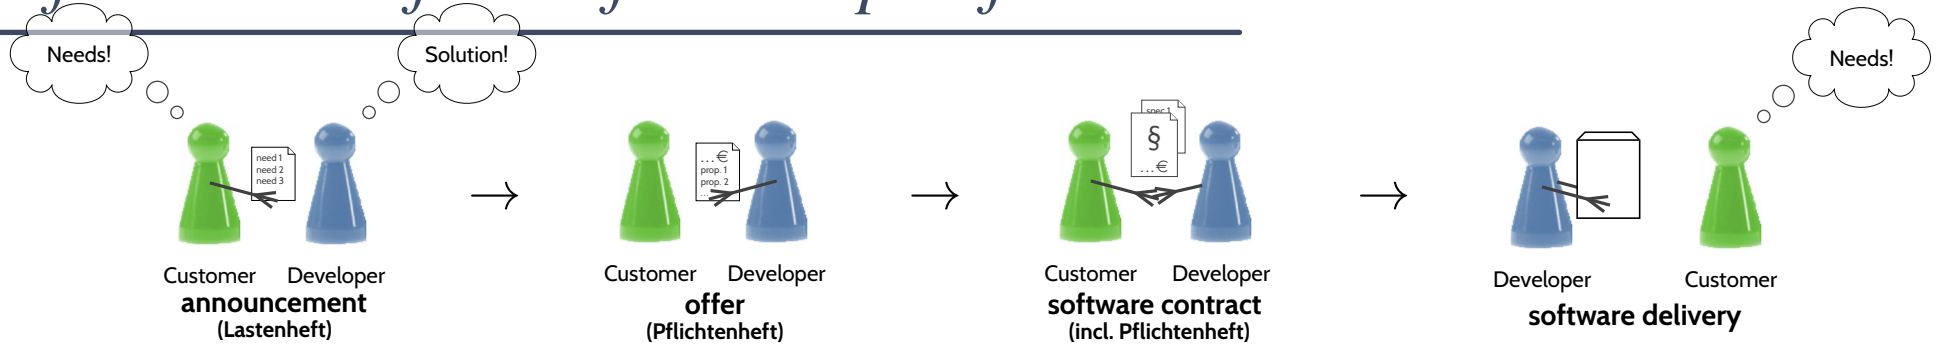 Needs!
Solution!
Needs!
need 1
need 2
need 3
...€
prop. 1
prop. 2
...
spec 1
§
...€
Customer Developer
announcement
(Lastenheft)
Customer Developer
offer
(Pflichtenheft)
Customer Developer
software contract
(incl. Pflichtenheft)
Developer Customer
software delivery